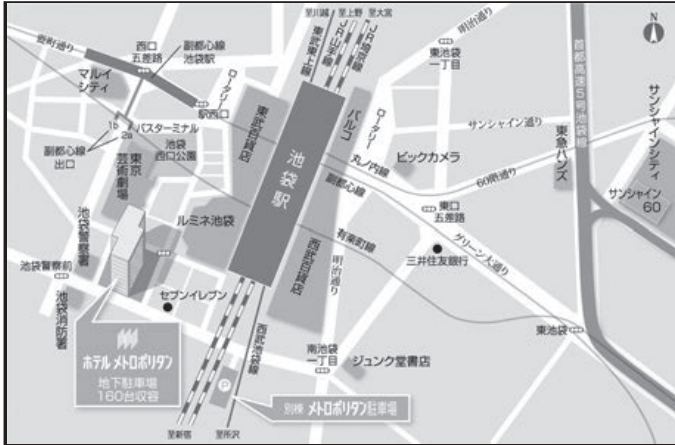 至川越
至上野
至大宮
N
要町通り
西口
五差路
副都心線
池袋駅
東武東上線
JR山手線
JR埼京線
明治通り
東池袋
一丁目
首都高速5号池袋線
サンシャインシティ
マルイ
シティ
ロータリー
駅西口
1b
2a
バスターミナル
池袋
西口公園
副都心線
出口
東京
芸術劇場
東武百貨店
池袋駅
パルコ
ロータリー
丸ノ内線
副都心線
ビックカメラ
サンシャイン通り
60階通り
東急ハンズ
サンシャイン
60
東口
五差路
グリーン大通り
三井住友銀行
有楽町線
池袋警察署
ルミネ池袋
西武百貨店
明治通り
池袋警察前
池袋消防署
セブンイレブン
東池袋
ホテル メトロポリタン
地下駐車場
160台収容
西武池袋線
南池袋
一丁目
ジュンク堂書店
P
別棟 メトロポリタン駐車場
至新宿
至所沢